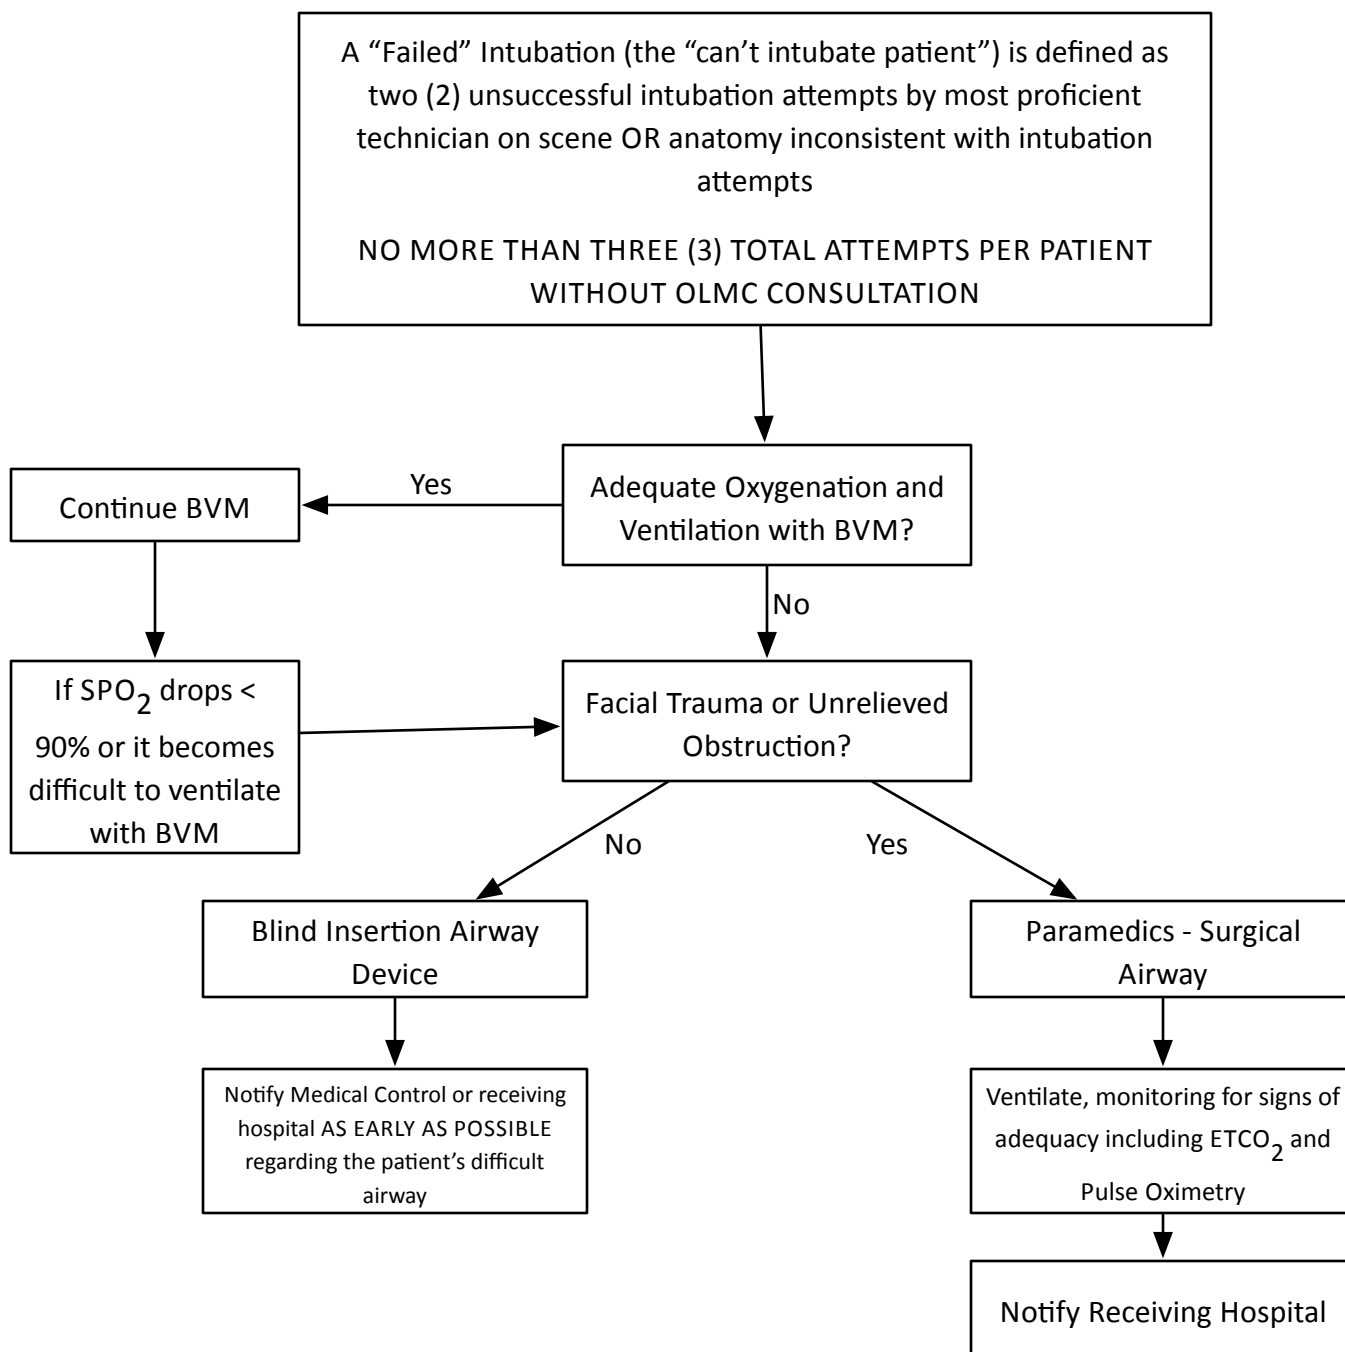 A “Failed” Intubation (the “can’t intubate patient”) is defined as
two (2) unsuccessful intubation attempts by most proficient
technician on scene OR anatomy inconsistent with intubation
attempts
NO MORE THAN THREE (3) TOTAL ATTEMPTS PER PATIENT
WITHOUT OLMC CONSULTATION
Adequate Oxygenation and
Ventilation with BVM?
Yes
Continue BVM
No
If SPO2 drops <
90% or it becomes
difficult to ventilate
with BVM
Facial Trauma or Unrelieved
Obstruction?
No
Yes
Blind Insertion Airway
Device
Paramedics - Surgical
Airway
Notify Medical Control or receiving
hospital AS EARLY AS POSSIBLE
regarding the patient’s difficult
airway
Ventilate, monitoring for signs of
adequacy including ETCO2 and
Pulse Oximetry
Notify Receiving Hospital